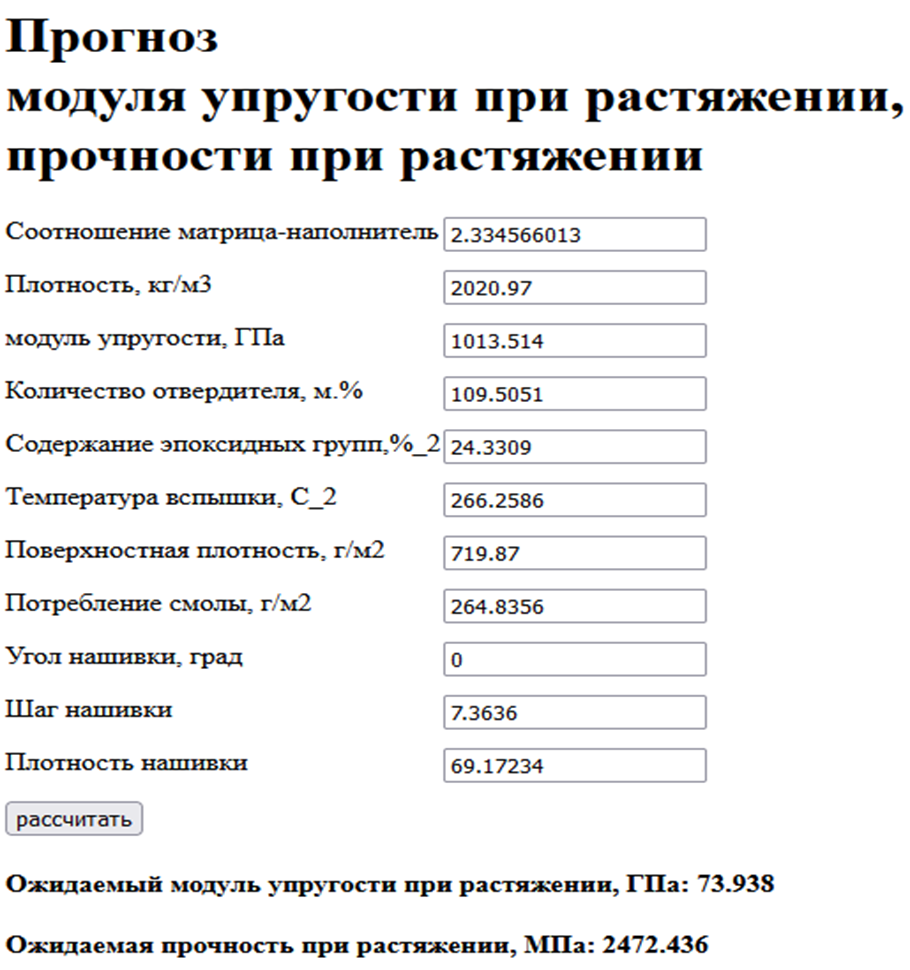 Прогноз
модуля упругости при растяжении,
прочности при растяжении
Соотношение матрица-наполнитель 2.334566013
Плотность, кг/м3 2020.97
модуль упругости, ГПа 1013.514
Количество отвердителя, м.% 109.5051
Содержание эпоксидных групп,%_2 24.3309
Температура вспышки, С_2 266.2586
Поверхностная плотность, г/м2 719.87
Потребление смолы, г/м2 264.8356
Угол нашивки, град 0
Шаг нашивки 7.3636
Плотность нашивки 69.17234
рассчитать
Ожидаемый модуль упругости при растяжении, ГПа: 73.938
Ожидаемая прочность при растяжении, МПа: 2472.436